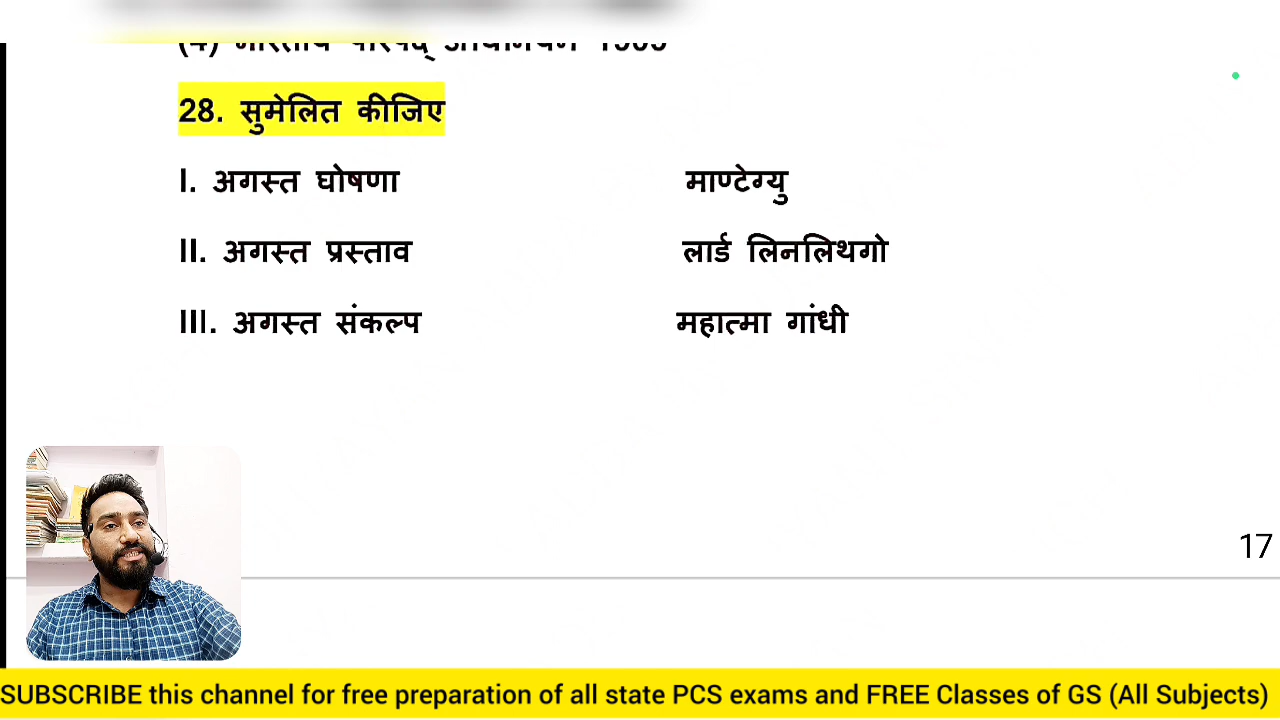 28. सुमेलित कीजिए
I. अगस्त घोषणा माण्टेग्यु
II. अगस्त प्रस्ताव लार्ड लिनलिथगो
III. अगस्त संकल्प महात्मा गांधी
17
SUBSCRIBE this channel for free preparation of all state PCS exams and FREE Classes of GS (All Subjects)